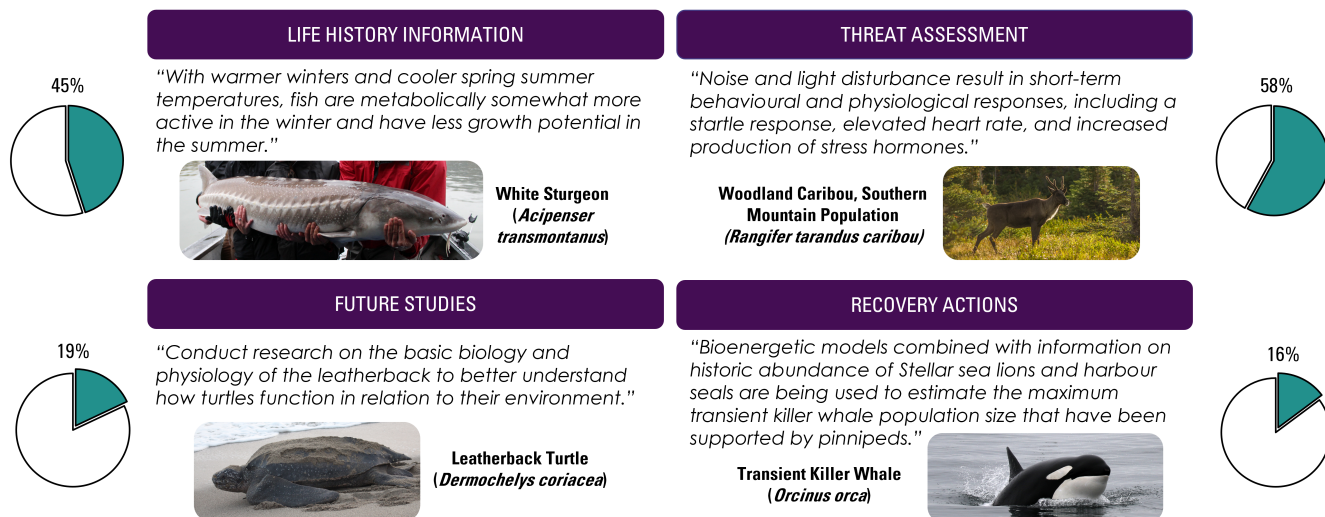 LIFE HISTORY INFORMATION
45%
“With warmer winters and cooler spring summer
temperatures, fish are metabolically somewhat more
active in the winter and have less growth potential in
the summer.”
White Sturgeon
(Acipenser
transmontanus)
THREAT ASSESSMENT
58%
“Noise and light disturbance result in short-term
behavioural and physiological responses, including a
startle response, elevated heart rate, and increased
production of stress hormones.”
Woodland Caribou, Southern
Mountain Population
(Rangifer tarandus caribou)
FUTURE STUDIES
19%
“Conduct research on the basic biology and
physiology of the leatherback to better understand
how turtles function in relation to their environment.”
Leatherback Turtle
(Dermochelys coriacea)
RECOVERY ACTIONS
16%
“Bioenergetic models combined with information on
historic abundance of Stellar sea lions and harbour
seals are being used to estimate the maximum
transient killer whale population size that have been
supported by pinnipeds.”
Transient Killer Whale
(Orcinus orca)